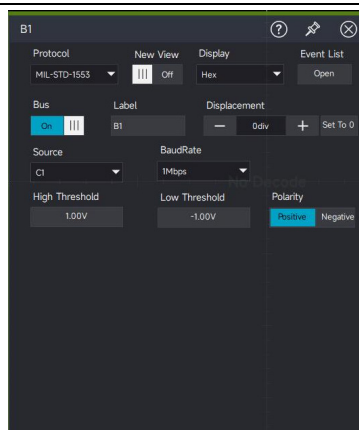 B1
Protocol New View Display Event List
MIL-STD-1553 Off Hex Open
Bus Label Displacement
On B1 0div Set To 0
Source BaudRate
C1 1Mbps
No Decode
High Threshold Low Threshold Polarity
1.00V -1.00V Positive Negative